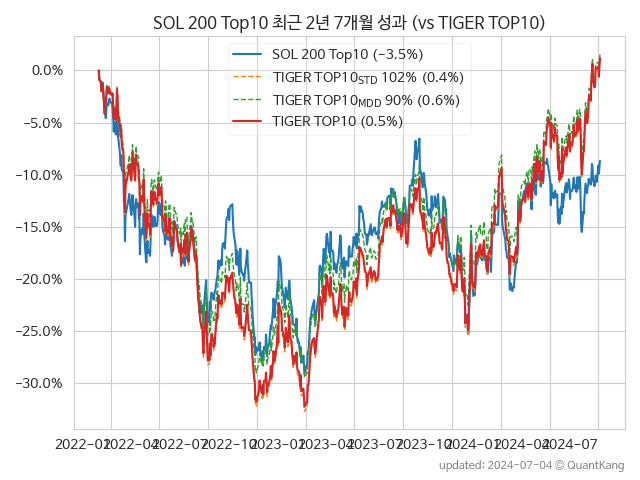 SOL 200 Top10 최근 2년 7개월 성과 (vs TIGER TOP10)
SOL 200 Top10 (−3.5%)
TIGER TOP10STD 102% (0.4%)
TIGER TOP10MDD 90% (0.6%)
TIGER TOP10 (0.5%)
0.0%
−5.0%
−10.0%
−15.0%
−20.0%
−25.0%
−30.0%
2022-01 2022-04 2022-07 2022-10 2023-01 2023-04 2023-07 2023-10 2024-01 2024-04 2024-07
updated: 2024-07-04 © QuantKang